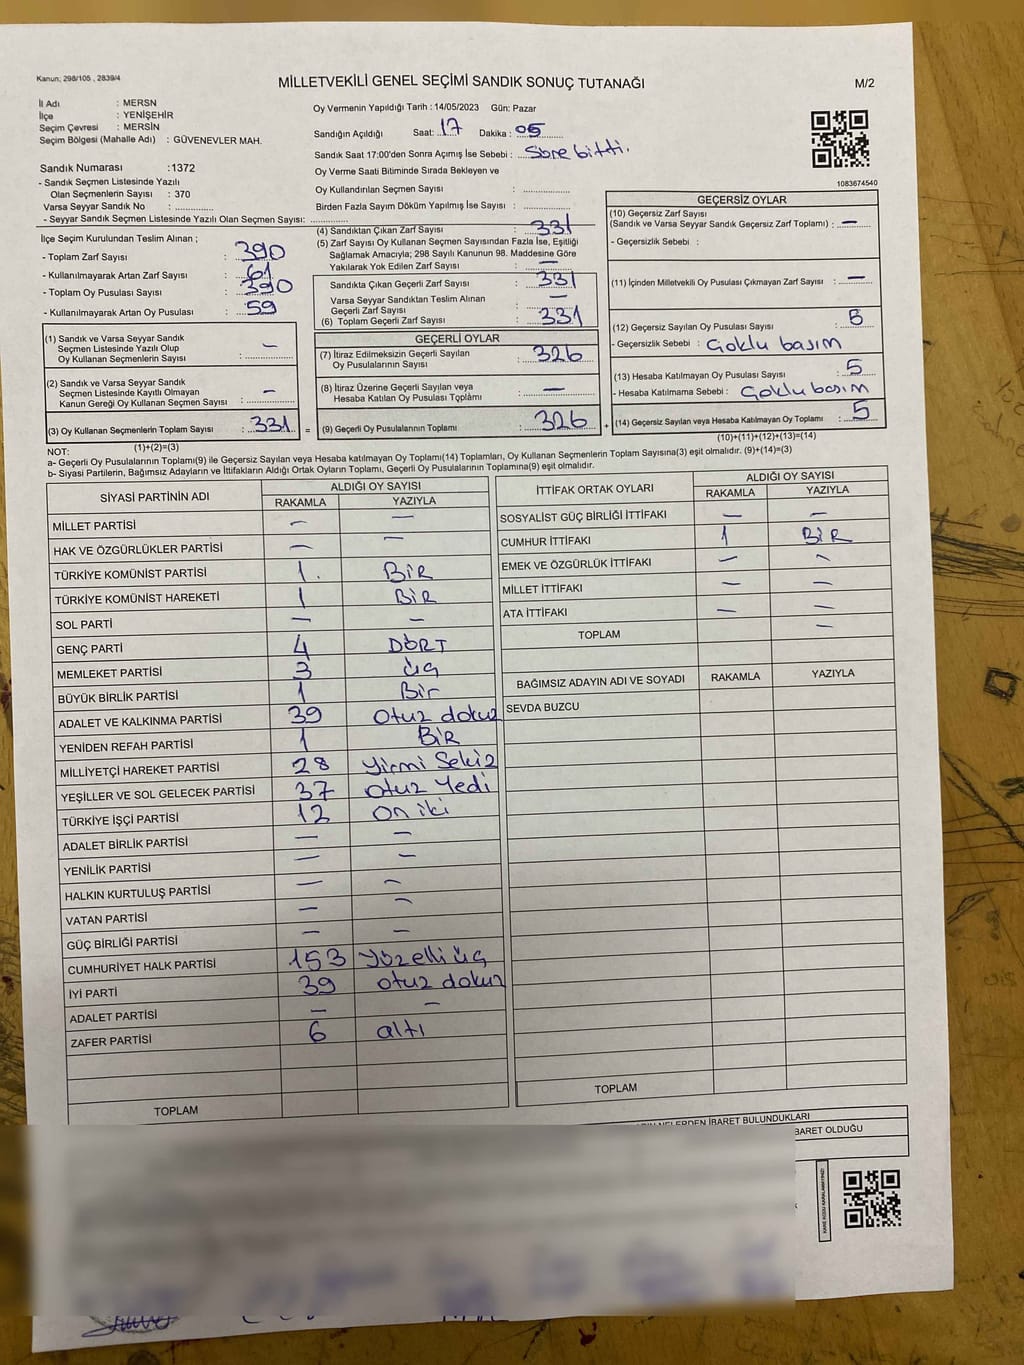 Kanun; 298/105 , 2839/4
MİLLETVEKİLİ GENEL SEÇİMİ SANDIK SONUÇ TUTANAĞI
M/2
İl Adı : MERSN
İlçe : YENİŞEHİR
Seçim Çevresi : MERSİN
Seçim Bölgesi (Mahalle Adı) : GÜVENEVLER MAH.
Sandık Numarası :1372
- Sandık Seçmen Listesinde Yazılı
Olan Seçmenlerin Sayısı : 370
Varsa Seyyar Sandık No : ..................
- Seyyar Sandık Seçmen Listesinde Yazılı Olan Seçmen Sayısı: ..............
Oy Vermenin Yapıldığı Tarih : 14/05/2023 Gün: Pazar
Sandığın Açıldığı Saat: 17 Dakika : 05
Sandık Saat 17:00'den Sonra Açımış İse Sebebi : Süre bitti.
Oy Verme Saati Bitiminde Sırada Bekleyen ve
Oy Kullandırılan Seçmen Sayısı :
Birden Fazla Sayım Döküm Yapılmış İse Sayısı :
1083674540
İlçe Seçim Kurulundan Teslim Alınan ;
- Toplam Zarf Sayısı : 390
- Kullanılmayarak Artan Zarf Sayısı : 61
- Toplam Oy Pusulası Sayısı : 390
- Kullanılmayarak Artan Oy Pusulası : 59
(4) Sandıktan Çıkan Zarf Sayısı : 331
(5) Zarf Sayısı Oy Kullanan Seçmen Sayısından Fazla İse, Eşitliği
Sağlamak Amacıyla; 298 Sayılı Kanunun 98. Maddesine Göre
Yakılarak Yok Edilen Zarf Sayısı : —
Sandıkta Çıkan Geçerli Zarf Sayısı : 331
Varsa Seyyar Sandıktan Teslim Alınan
Geçerli Zarf Sayısı : —
(6) Toplam Geçerli Zarf Sayısı : 331
GEÇERSİZ OYLAR
(10) Geçersiz Zarf Sayısı
(Sandık ve Varsa Seyyar Sandık Geçersiz Zarf Toplamı) : —
- Geçersizlik Sebebi :
(11) İçinden Milletvekili Oy Pusulası Çıkmayan Zarf Sayısı : —
(12) Geçersiz Sayılan Oy Pusulası Sayısı :
- Geçersizlik Sebebi : Çoklu basım
(13) Hesaba Katılmayan Oy Pusulası Sayısı : 5
- Hesaba Katılmama Sebebi : Çoklu basım
(14) Geçersiz Sayılan veya Hesaba Katılmayan Oy Toplamı : 5
(10)+(11)+(12)+(13)=(14)
(1) Sandık ve Varsa Seyyar Sandık
Seçmen Listesinde Yazılı Olup
Oy Kullanan Seçmenlerin Sayısı : —
(2) Sandık ve Varsa Seyyar Sandık
Seçmen Listesinde Kayıtlı Olmayan
Kanun Gereği Oy Kullanan Seçmen Sayısı : —
(3) Oy Kullanan Seçmenlerin Toplam Sayısı : 331 =
(1)+(2)=(3)
GEÇERLİ OYLAR
(7) İtiraz Edilmeksizin Geçerli Sayılan
Oy Pusulalarının Sayısı : 326
(8) İtiraz Üzerine Geçerli Sayılan veya
Hesaba Katılan Oy Pusulası Toplamı : —
(9) Geçerli Oy Pusulalarının Toplamı : 326 +
NOT:
a- Geçerli Oy Pusulalarının Toplamı(9) ile Geçersiz Sayılan veya Hesaba katılmayan Oy Toplamı(14) Toplamları, Oy Kullanan Seçmenlerin Toplam Sayısına(3) eşit olmalıdır. (9)+(14)=(3)
b- Siyasi Partilerin, Bağımsız Adayların ve İttifakların Aldığı Ortak Oyların Toplamı, Geçerli Oy Pusulalarının Toplamına(9) eşit olmalıdır.
SİYASİ PARTİNİN ADI
ALDIĞI OY SAYISI
RAKAMLA YAZIYLA
MİLLET PARTİSİ — —
HAK VE ÖZGÜRLÜKLER PARTİSİ — —
TÜRKİYE KOMÜNİST PARTİSİ 1. BİR
TÜRKİYE KOMÜNİST HAREKETİ 1 BİR
SOL PARTİ — —
GENÇ PARTİ 4 DÖRT
MEMLEKET PARTİSİ 3 üç
BÜYÜK BİRLİK PARTİSİ 1 Bir
ADALET VE KALKINMA PARTİSİ 39 otuz dokuz
YENİDEN REFAH PARTİSİ 1 BİR
MİLLİYETÇİ HAREKET PARTİSİ 28 Yirmi Sekiz
YEŞİLLER VE SOL GELECEK PARTİSİ 37 otuz Yedi
TÜRKİYE İŞÇİ PARTİSİ 12 on iki
ADALET BİRLİK PARTİSİ — —
YENİLİK PARTİSİ — —
HALKIN KURTULUŞ PARTİSİ — —
VATAN PARTİSİ — —
GÜÇ BİRLİĞİ PARTİSİ — —
CUMHURİYET HALK PARTİSİ 153 Yüzelli üç
İYİ PARTİ 39 otuz dokuz
ADALET PARTİSİ — —
ZAFER PARTİSİ 6 altı
TOPLAM
İTTİFAK ORTAK OYLARI
ALDIĞI OY SAYISI
RAKAMLA YAZIYLA
SOSYALİST GÜÇ BİRLİĞİ İTTİFAKI — —
CUMHUR İTTİFAKI 1 BİR
EMEK VE ÖZGÜRLÜK İTTİFAKI — —
MİLLET İTTİFAKI — —
ATA İTTİFAKI — —
TOPLAM —
BAĞIMSIZ ADAYIN ADI VE SOYADI RAKAMLA YAZIYLA
SEVDA BUZCU
TOPLAM
NELERDEN İBARET BULUNDUKLARI
BARET OLDUĞU